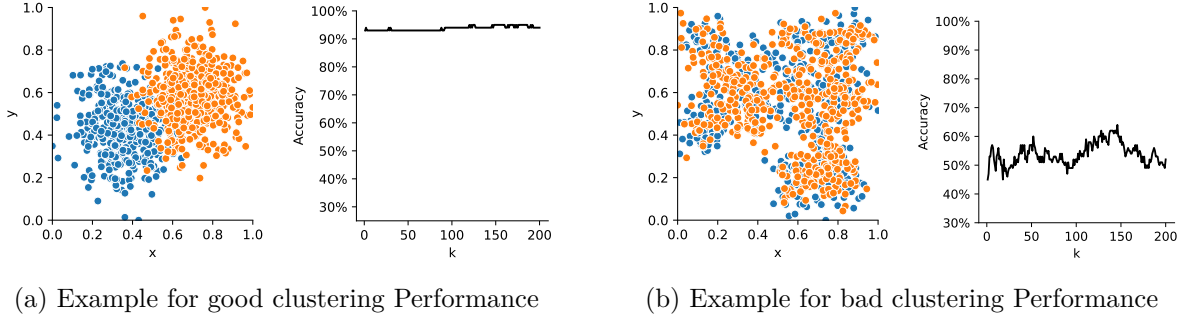 1.0
0.8
0.6
0.4
0.2
0.0
y
0.0 0.2 0.4 0.6 0.8 1.0
x
100%
90%
80%
70%
60%
50%
40%
30%
Accuracy
0 50 100 150 200
k
1.0
0.8
0.6
0.4
0.2
0.0
y
0.0 0.2 0.4 0.6 0.8 1.0
x
100%
90%
80%
70%
60%
50%
40%
30%
Accuracy
0 50 100 150 200
k
(a) Example for good clustering Performance
(b) Example for bad clustering Performance